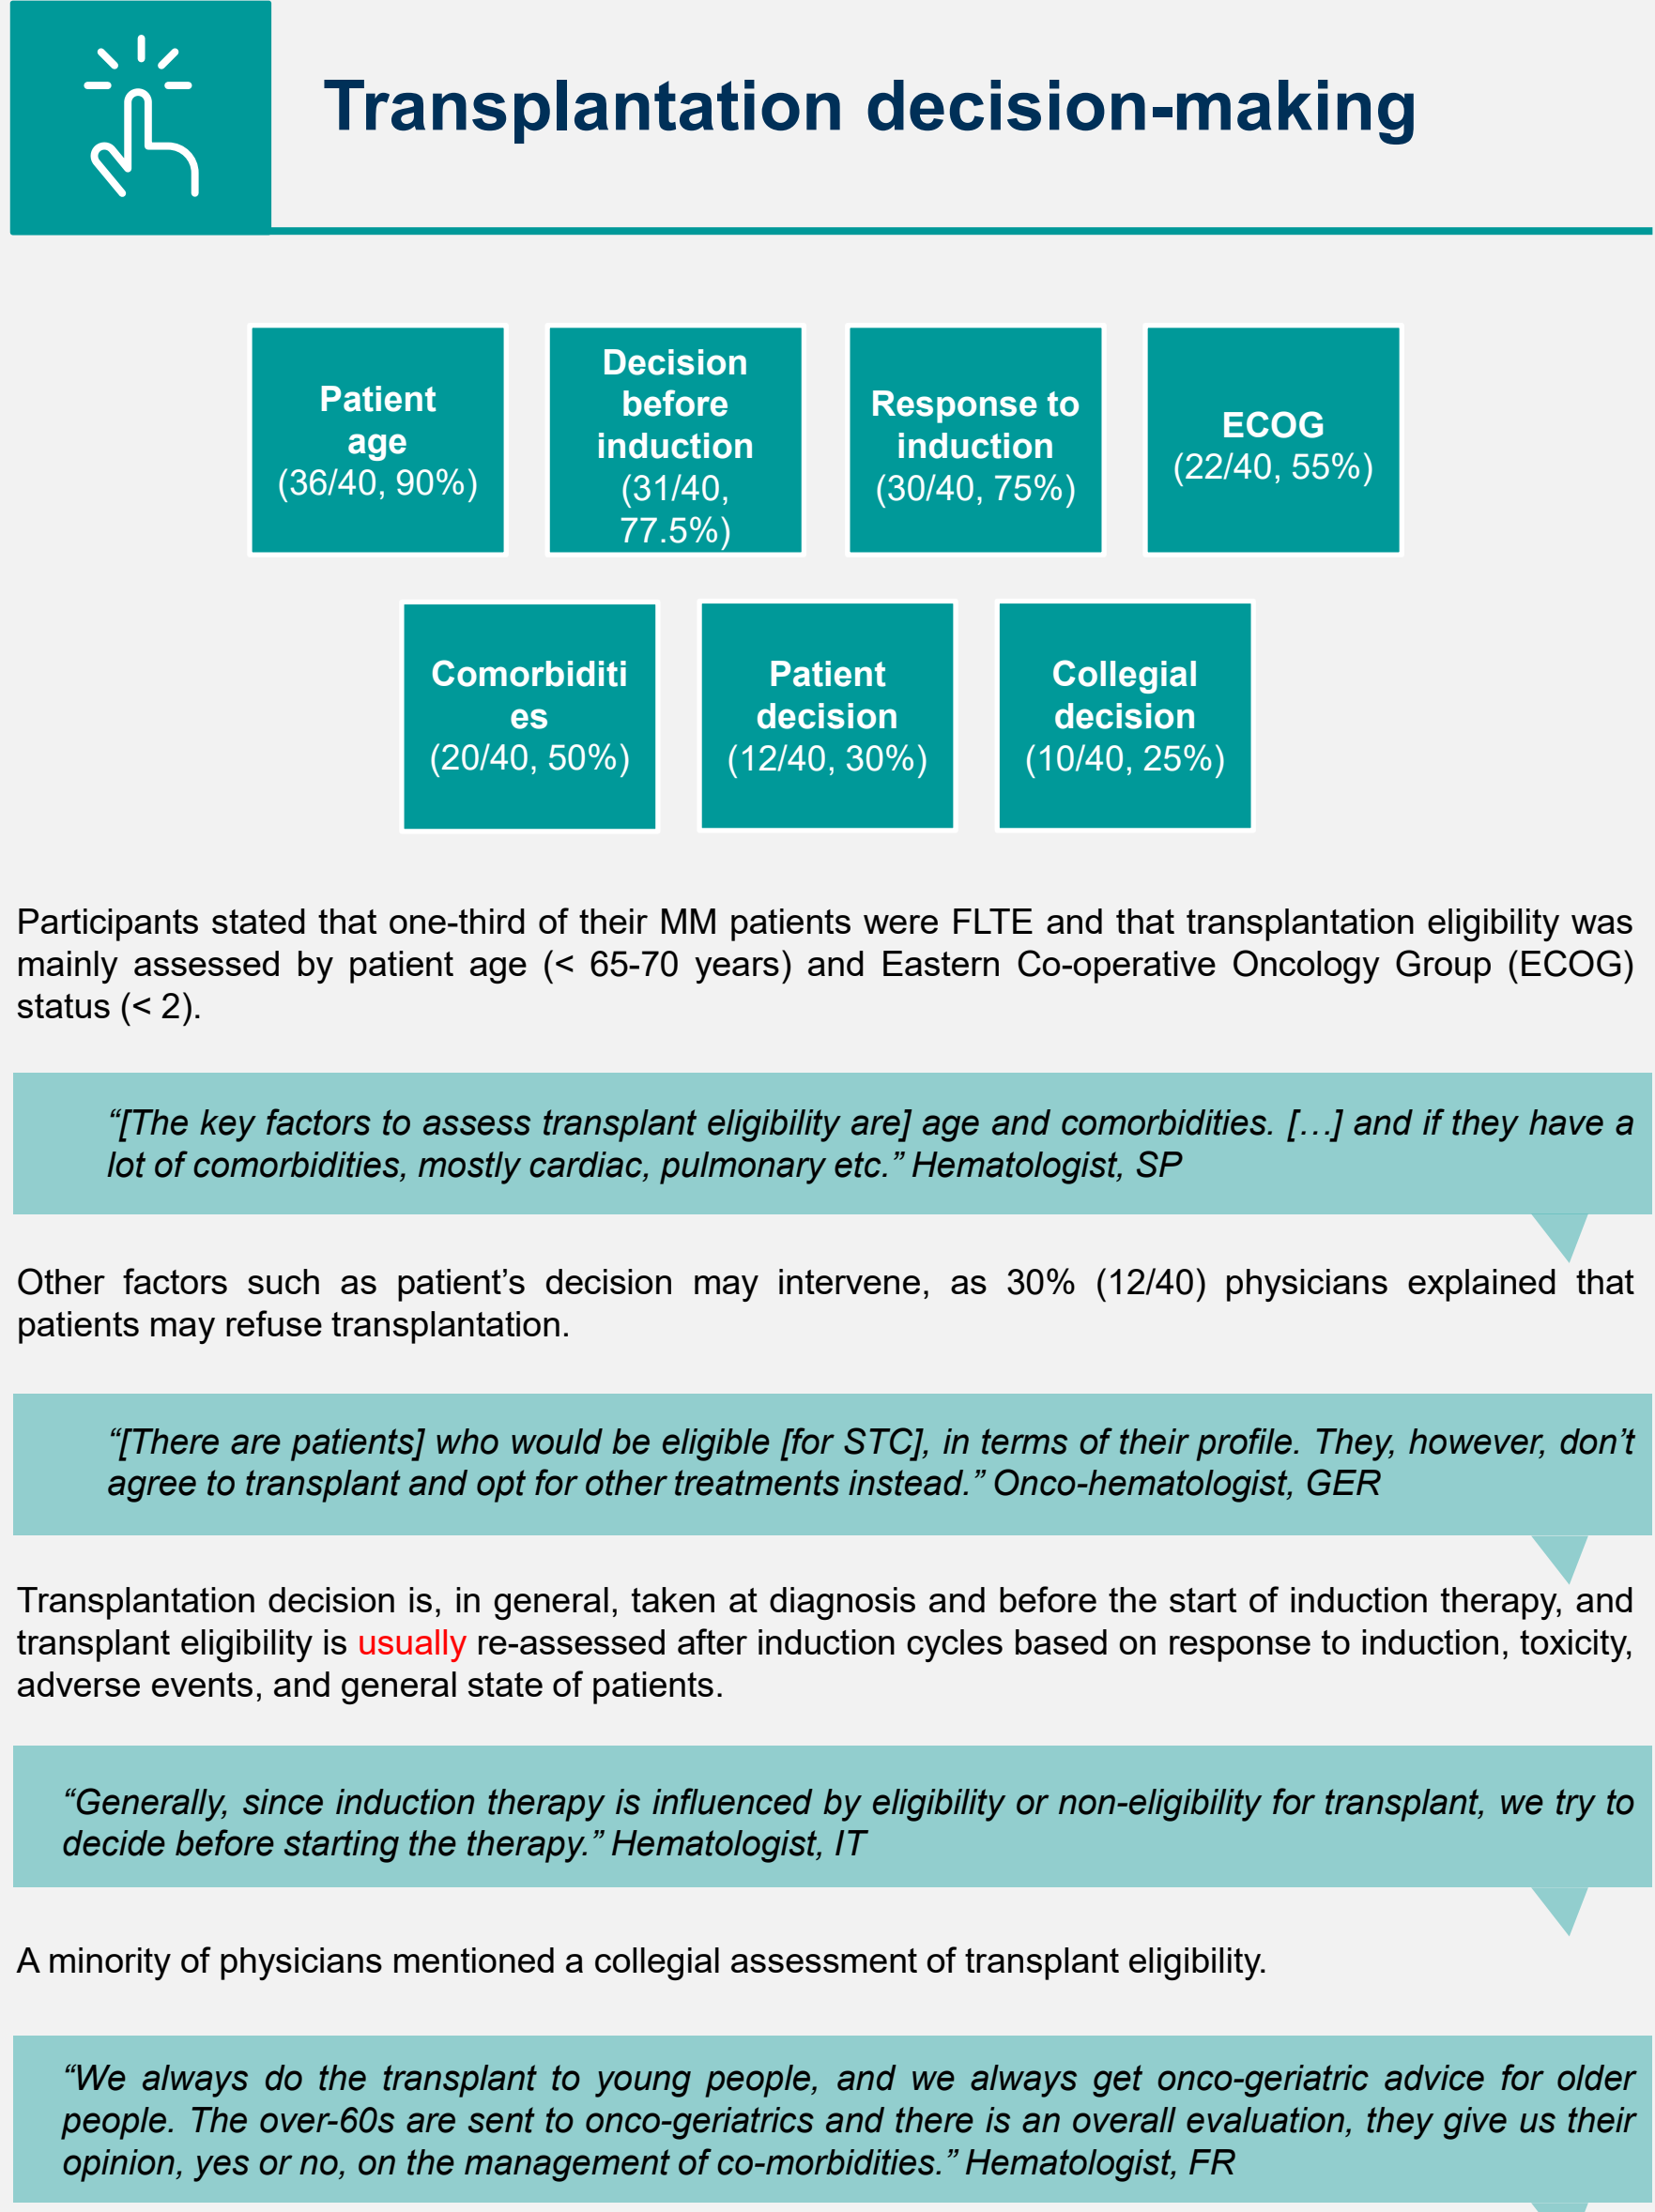 Transplantation decision-making
Patient
age
(36/40, 90%)
Decision
before
induction
(31/40,
77.5%)
Response to
induction
(30/40, 75%)
ECOG
(22/40, 55%)
Comorbiditi
es
(20/40, 50%)
Patient
decision
(12/40, 30%)
Collegial
decision
(10/40, 25%)
Participants stated that one-third of their MM patients were FLTE and that transplantation eligibility was
mainly assessed by patient age (< 65-70 years) and Eastern Co-operative Oncology Group (ECOG)
status (< 2).
“[The key factors to assess transplant eligibility are] age and comorbidities. […] and if they have a
lot of comorbidities, mostly cardiac, pulmonary etc.” Hematologist, SP
Other factors such as patient’s decision may intervene, as 30% (12/40) physicians explained that
patients may refuse transplantation.
“[There are patients] who would be eligible [for STC], in terms of their profile. They, however, don’t
agree to transplant and opt for other treatments instead.” Onco-hematologist, GER
Transplantation decision is, in general, taken at diagnosis and before the start of induction therapy, and
transplant eligibility is usually re-assessed after induction cycles based on response to induction, toxicity,
adverse events, and general state of patients.
“Generally, since induction therapy is influenced by eligibility or non-eligibility for transplant, we try to
decide before starting the therapy.” Hematologist, IT
A minority of physicians mentioned a collegial assessment of transplant eligibility.
“We always do the transplant to young people, and we always get onco-geriatric advice for older
people. The over-60s are sent to onco-geriatrics and there is an overall evaluation, they give us their
opinion, yes or no, on the management of co-morbidities.” Hematologist, FR